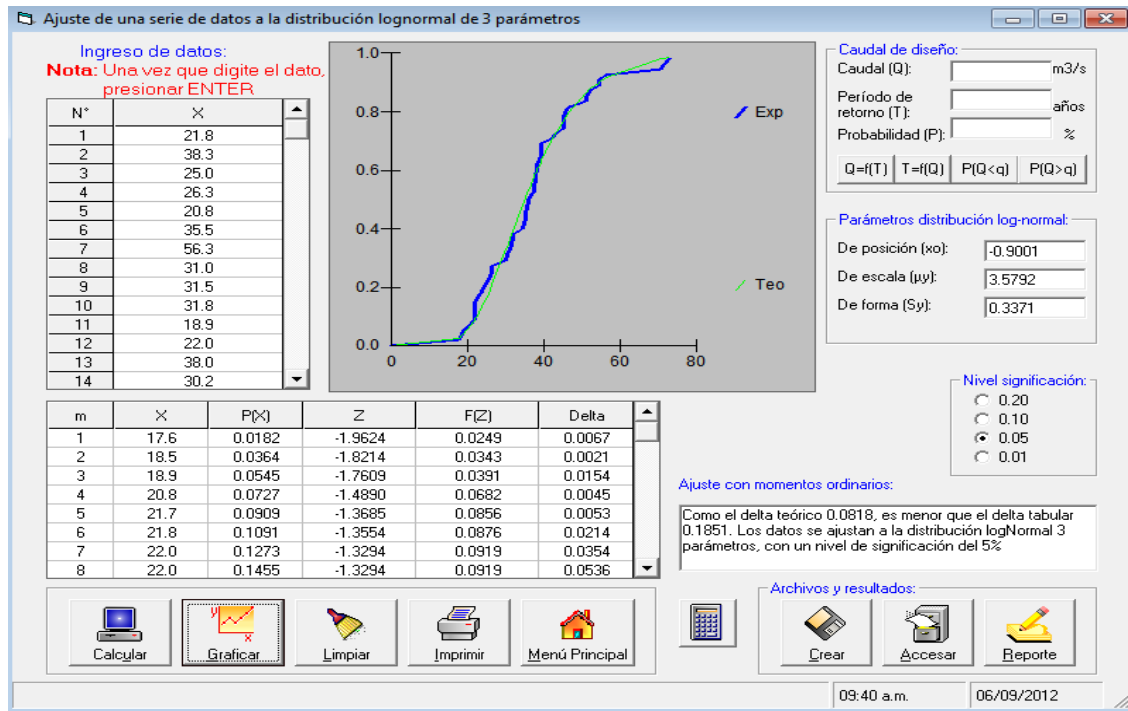 Ajuste de una serie de datos a la distribución lognormal de 3 parámetros
Ingreso de datos:
Nota: Una vez que digite el dato,
presionar ENTER
N° X
1 21.8
2 38.3
3 25.0
4 26.3
5 20.8
6 35.5
7 56.3
8 31.0
9 31.5
10 31.8
11 18.9
12 22.0
13 38.0
14 30.2
1.0
0.8
0.6
0.4
0.2
0.0
0 20 40 60 80
Exp
Teo
Caudal de diseño:
Caudal (Q): m3/s
Período de
retorno (T): años
Probabilidad (P): %
Q=f(T) T=f(Q) P(Q<q) P(Q>q)
Parámetros distribución log-normal:
De posición (xo): -0.9001
De escala (µy): 3.5792
De forma (Sy): 0.3371
Nivel significación:
0.20
0.10
0.05
0.01
m X P(X) Z F(Z) Delta
1 17.6 0.0182 -1.9624 0.0249 0.0067
2 18.5 0.0364 -1.8214 0.0343 0.0021
3 18.9 0.0545 -1.7609 0.0391 0.0154
4 20.8 0.0727 -1.4890 0.0682 0.0045
5 21.7 0.0909 -1.3685 0.0856 0.0053
6 21.8 0.1091 -1.3554 0.0876 0.0214
7 22.0 0.1273 -1.3294 0.0919 0.0354
8 22.0 0.1455 -1.3294 0.0919 0.0536
Ajuste con momentos ordinarios:
Como el delta teórico 0.0818, es menor que el delta tabular
0.1851. Los datos se ajustan a la distribución logNormal 3
parámetros, con un nivel de significación del 5%
Calcular Graficar Limpiar Imprimir Menú Principal
Archivos y resultados:
Crear Accesar Reporte
09:40 a.m. 06/09/2012